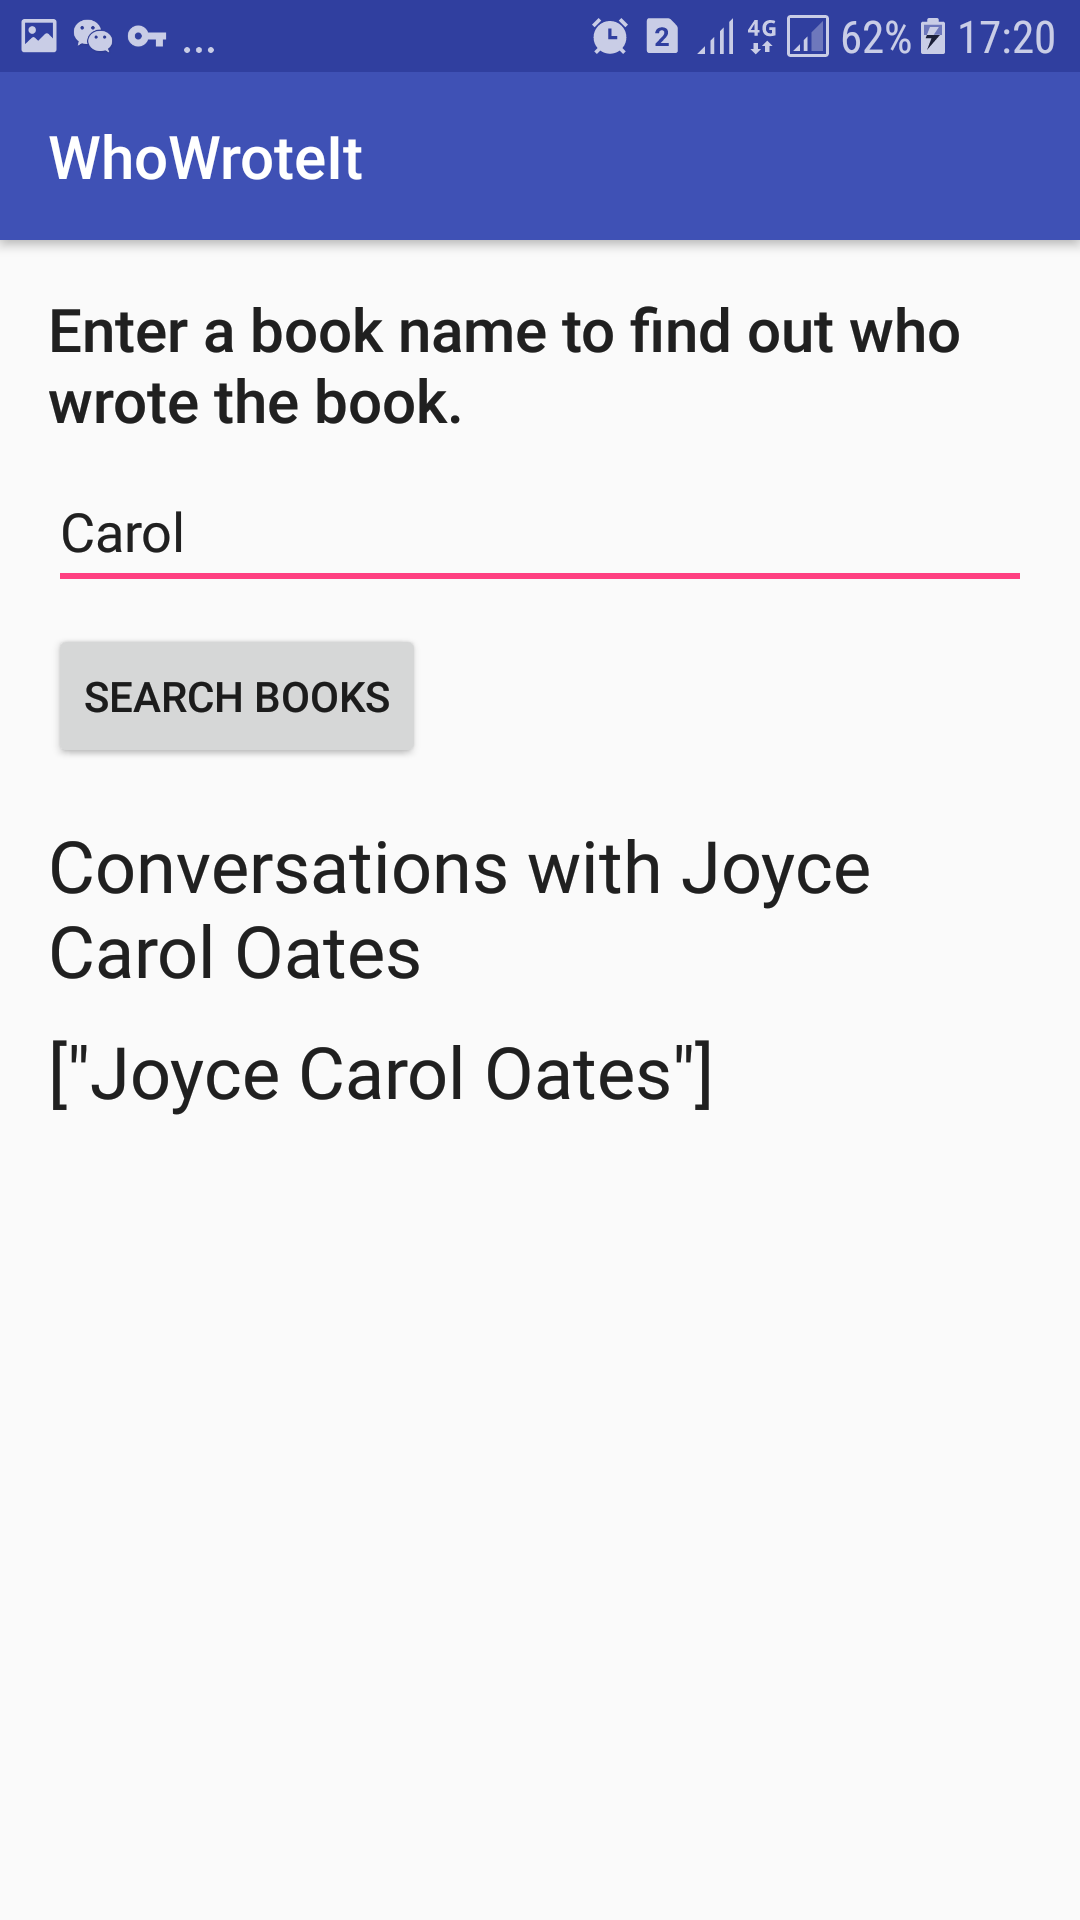 ... 2 4G 62% 17:20
WhoWroteIt
Enter a book name to find out who
wrote the book.
Carol
SEARCH BOOKS
Conversations with Joyce
Carol Oates
["Joyce Carol Oates"]